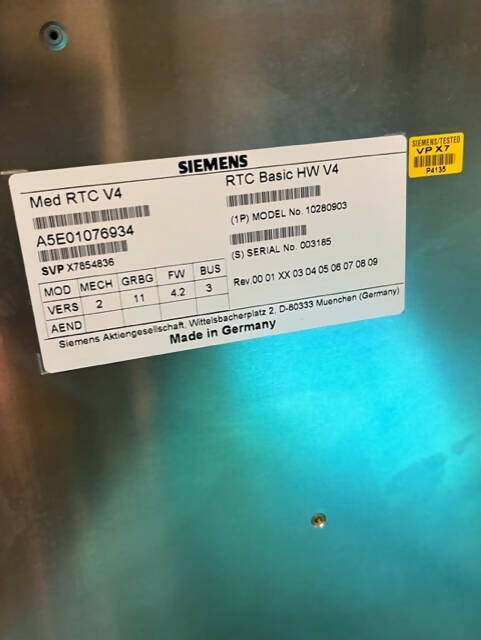 SIEMENS
Med RTC V4
A5E01076934
SVP X7854836
MOD MECH GRBG FW BUS
VERS 2 11 4.2 3
AEND
RTC Basic HW V4
(1P) MODEL No. 10280903
(S) SERIAL No. 003185
Rev.00 01 XX 03 04 05 06 07 08 09
Siemens Aktiengesellschaft, Wittelsbacherplatz 2, D-80333 Muenchen (Germany)
Made in Germany
SIEMENS/TESTED
VP X7
P4135